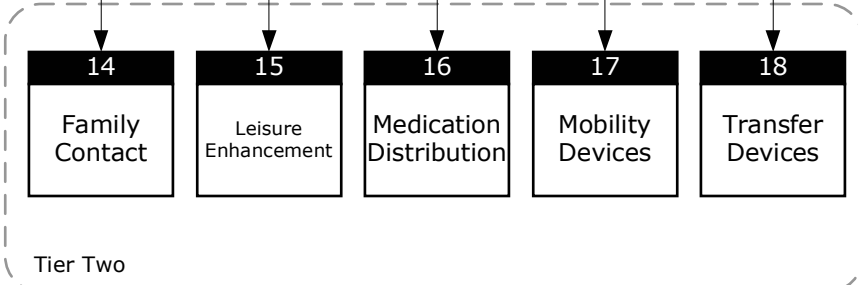 14
15
16
17
18
Family
Contact
Leisure
Enhancement
Medication
Distribution
Mobility
Devices
Transfer
Devices
Tier Two